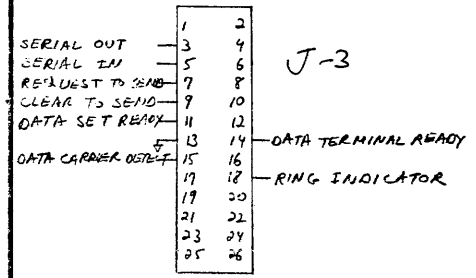 1 2
SERIAL OUT 3 4
SERIAL IN 5 6
REQUEST TO SEND 7 8
CLEAR TO SEND 9 10
DATA SET READY 11 12
13 14 DATA TERMINAL READY
DATA CARRIER DETECT 15 16
17 18 RING INDICATOR
19 20
21 22
23 24
25 26
J-3